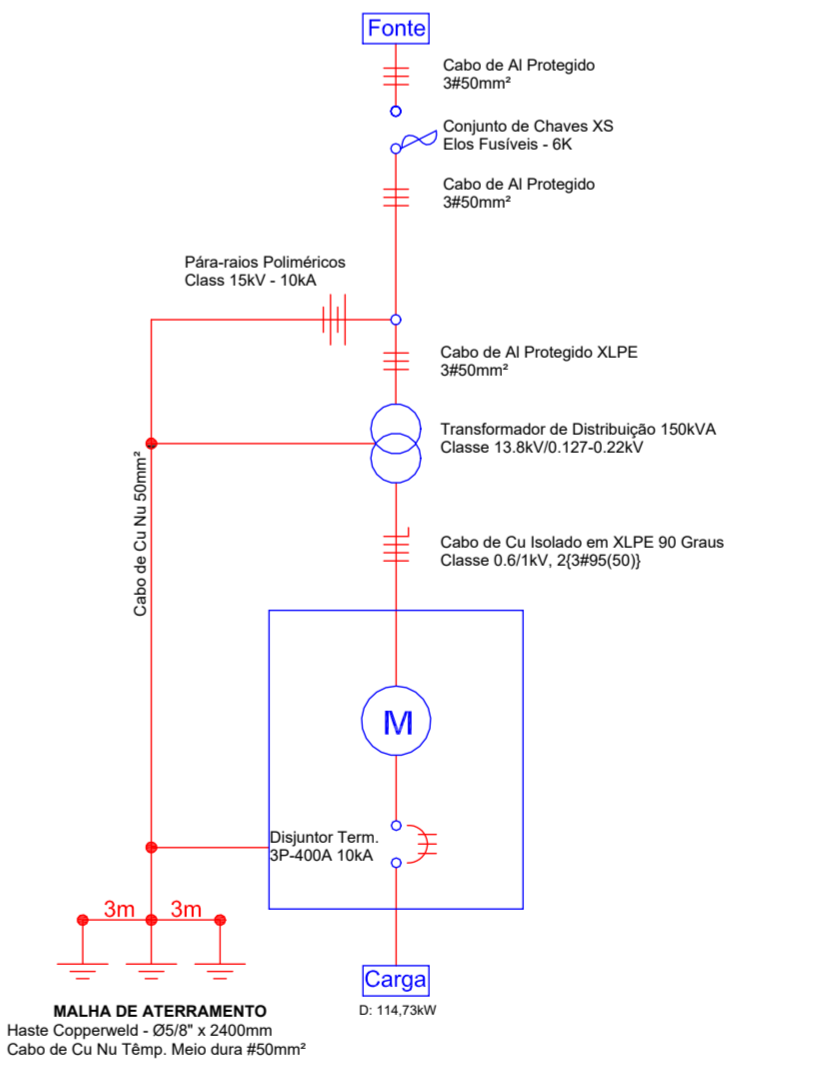 Fonte
Cabo de Al Protegido
3#50mm²
Conjunto de Chaves XS
Elos Fusíveis - 6K
Cabo de Al Protegido
3#50mm²
Pára-raios Poliméricos
Class 15kV - 10kA
Cabo de Al Protegido XLPE
3#50mm²
Transformador de Distribuição 150kVA
Classe 13.8kV/0.127-0.22kV
Cabo de Cu Nu 50mm²
Cabo de Cu Isolado em XLPE 90 Graus
Classe 0.6/1kV, 2{3#95(50)}
M
Disjuntor Term.
3P-400A 10kA
3m 3m
Carga
D: 114,73kW
MALHA DE ATERRAMENTO
Haste Copperweld - Ø5/8" x 2400mm
Cabo de Cu Nu Têmp. Meio dura #50mm²